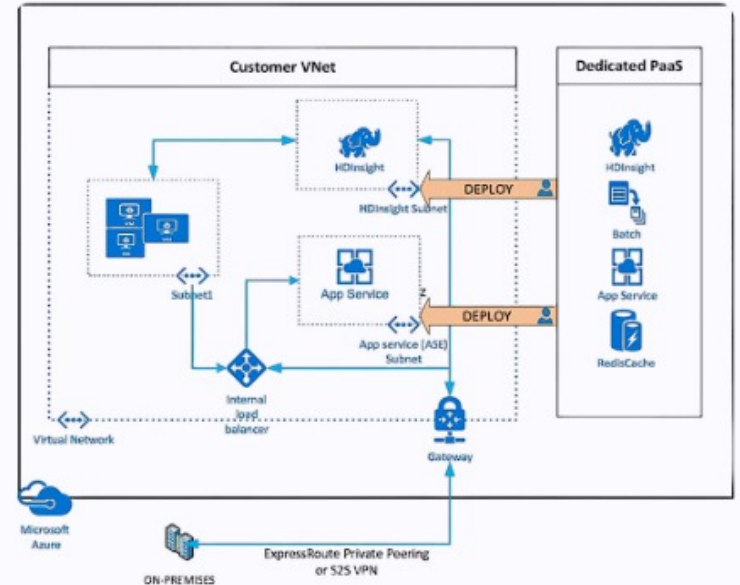 Customer VNet
Dedicated PaaS
HDInsight
HDInsight Subnet
DEPLOY
HDInsight
Batch
App Service
RedisCache
Subnet1
App Service
App service (ASE)
Subnet
DEPLOY
Internal
load
balancer
Virtual Network
Gateway
Microsoft
Azure
ExpressRoute Private Peering
or S2S VPN
ON-PREMISES